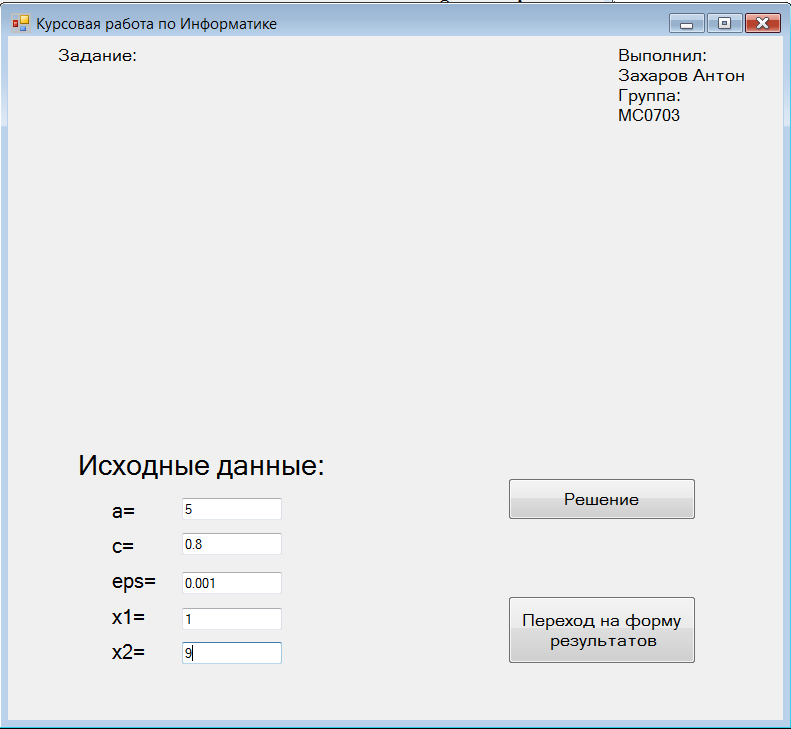 Курсовая работа по Информатике
Задание:
Выполнил:
Захаров Антон
Группа:
МС0703
Исходные данные:
a=
5
c=
0.8
eps=
0.001
x1=
1
x2=
9
Решение
Переход на форму
результатов